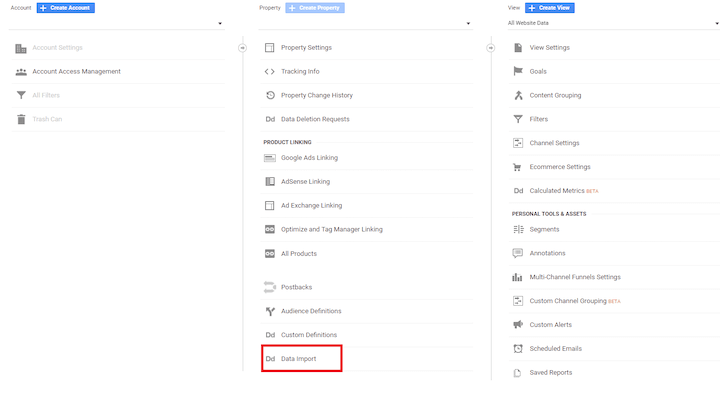 Account
Create Account
Account Settings
Account Access Management
All Filters
Trash Can
Property
Create Property
Property Settings
Tracking Info
Property Change History
Dd Data Deletion Requests
PRODUCT LINKING
Google Ads Linking
AdSense Linking
Ad Exchange Linking
Optimize and Tag Manager Linking
All Products
Postbacks
Audience Definitions
Dd Custom Definitions
Dd Data Import
View
Create View
All Website Data
View Settings
Goals
Content Grouping
Filters
Channel Settings
Ecommerce Settings
Dd Calculated Metrics BETA
PERSONAL TOOLS & ASSETS
Segments
Annotations
Multi-Channel Funnels Settings
Custom Channel Grouping BETA
Custom Alerts
Scheduled Emails
Saved Reports